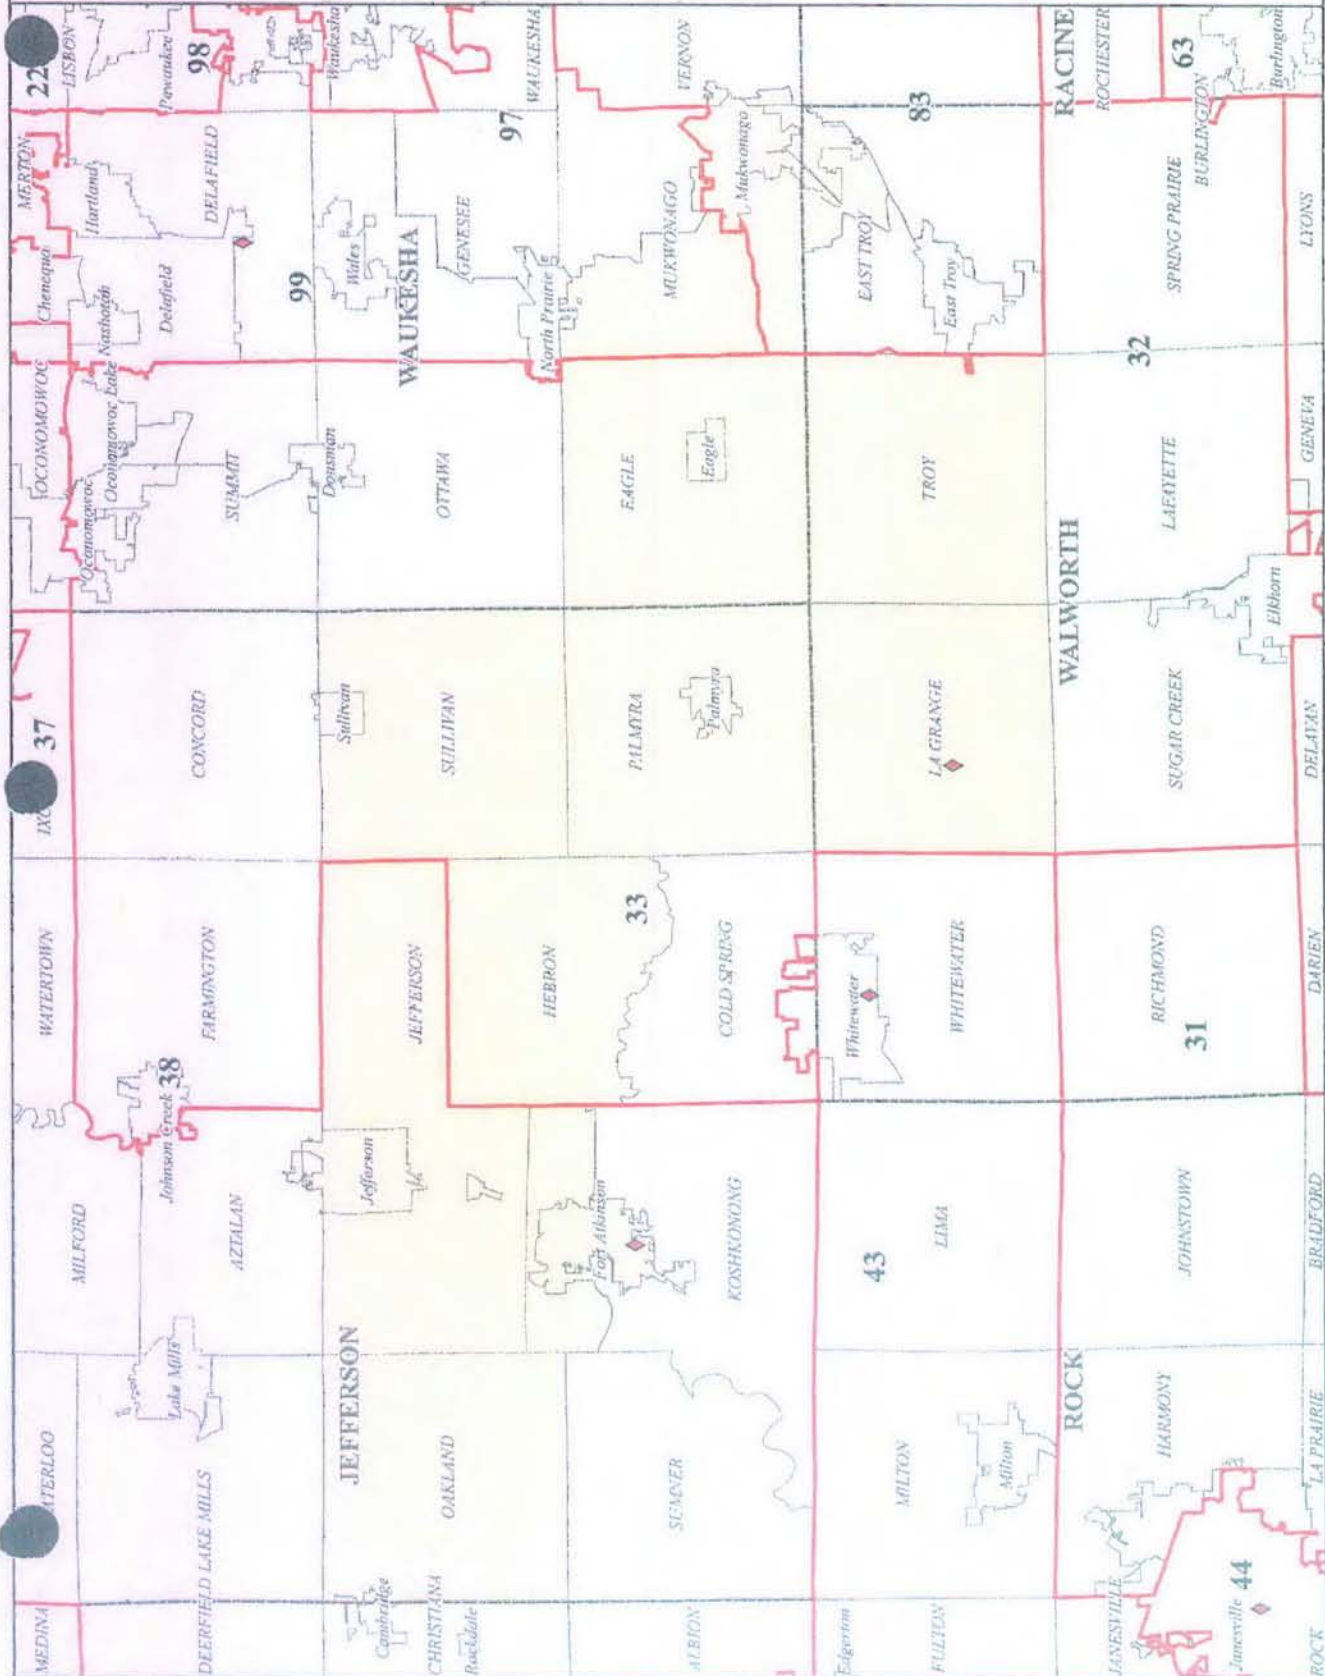 MEDINA
ATERLOO
MILFORD
WATERTOWN
IXO
37
OCONOMOWOC
Chenequa
MERTON
22
LISBON
DEERFIELD
LAKE MILLS
Lake Mills
AZTALAN
Johnson Creek
38
FARMINGTON
CONCORD
SUMMIT
Oconomowoc
Oconomowoc Lake
Nashotah
Hartland
Delafield
DELAFIELD
Pewaukee
98
JEFFERSON
Cambridge
CHRISTIANA
Rockdale
OAKLAND
Jefferson
JEFFERSON
Sullivan
SULLIVAN
Dousman
OTTAWA
99
Wales
WAUKESHA
GENESEE
Waukesha
WAUKESHA
97
ALBION
SUMNER
Fort Atkinson
KOSHKONONG
HEBRON
33
COLD SPRING
PALMYRA
Palmyra
EAGLE
Eagle
North Prairie
MUKWONAGO
Mukwonago
VERNON
Edgerton
FULTON
MILTON
Milton
43
LIMA
Whitewater
WHITEWATER
LA GRANGE
TROY
EAST TROY
East Troy
83
ROCK
WALWORTH
RACINE
ROCHESTER
JANESVILLE
HARMONY
JOHNSTOWN
RICHMOND
31
SUGAR CREEK
LAFAYETTE
32
SPRING PRAIRIE
BURLINGTON
63
Janesville
44
Elkhorn
Burlington
ROCK
LA PRAIRIE
BRADFORD
DARIEN
DELAVAN
GENEVA
LYONS